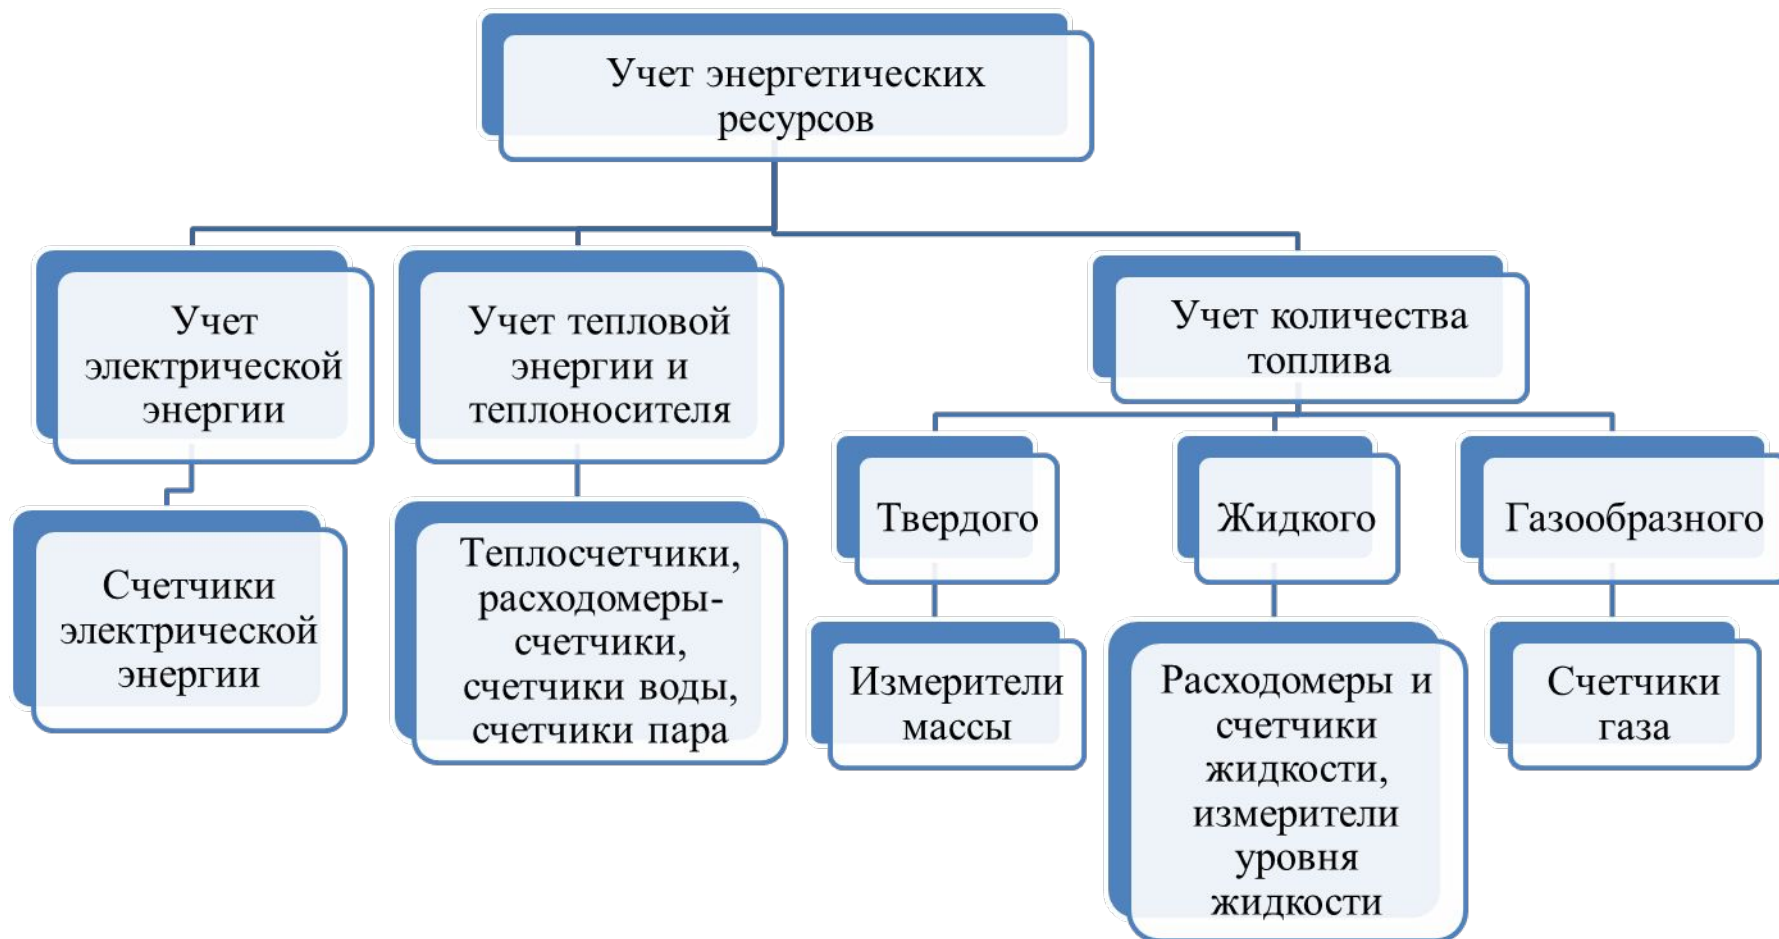 Учет энергетических
ресурсов
Учет
электрической
энергии
Учет тепловой
энергии и
теплоносителя
Учет количества
топлива
Твердого
Жидкого
Газообразного
Счетчики
электрической
энергии
Теплосчетчики,
расходомеры-
счетчики,
счетчики воды,
счетчики пара
Измерители
массы
Расходомеры и
счетчики
жидкости,
измерители
уровня
жидкости
Счетчики
газа